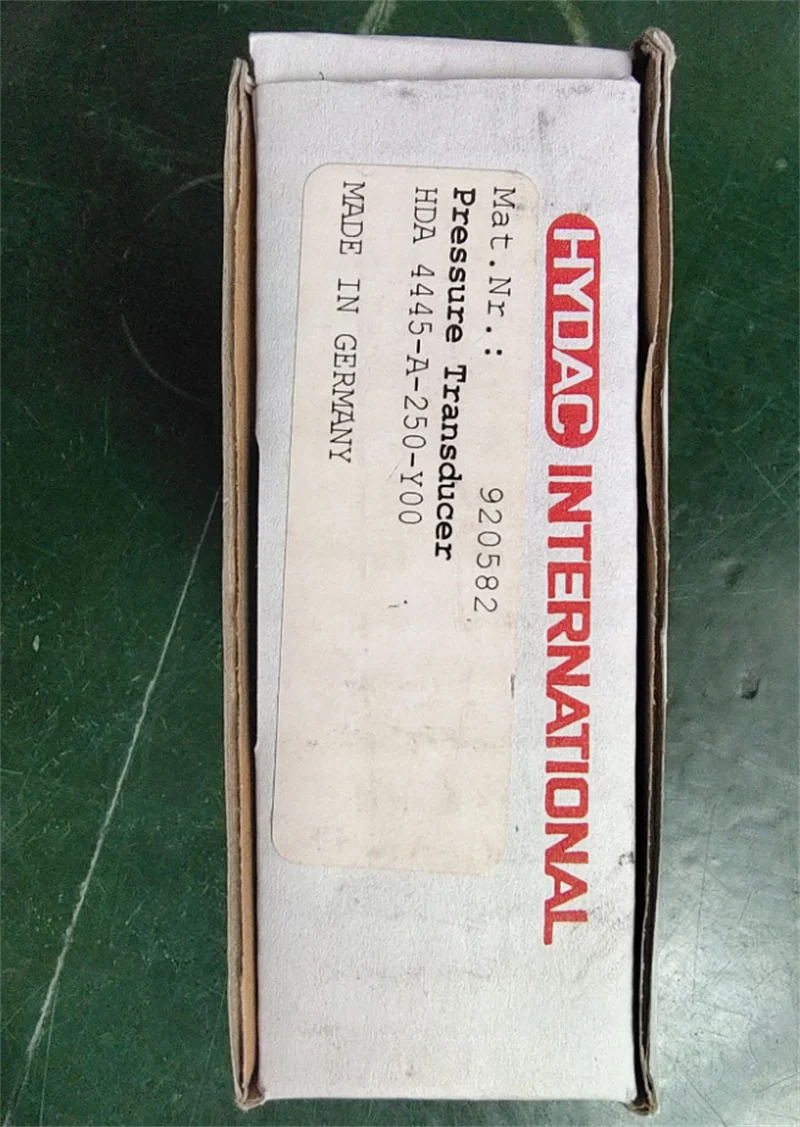 HYDAC INTERNATIONAL
Mat.Nr.: 920582
Pressure Transducer
HDA 4445-A-250-Y00
MADE IN GERMANY